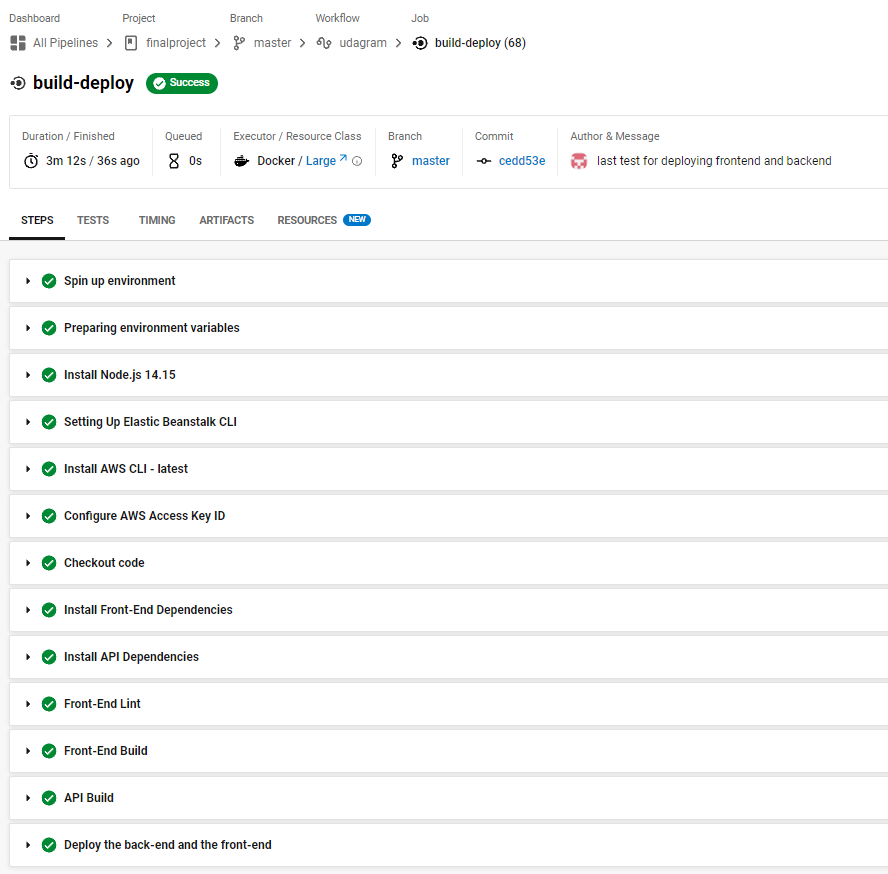 Dashboard Project Branch Workflow Job
All Pipelines finalproject master udagram build-deploy (68)
build-deploy Success
Duration / Finished Queued Executor / Resource Class Branch Commit Author & Message
3m 12s / 36s ago 0s Docker / Large master cedd53e last test for deploying frontend and backend
STEPS TESTS TIMING ARTIFACTS RESOURCES NEW
Spin up environment
Preparing environment variables
Install Node.js 14.15
Setting Up Elastic Beanstalk CLI
Install AWS CLI - latest
Configure AWS Access Key ID
Checkout code
Install Front-End Dependencies
Install API Dependencies
Front-End Lint
Front-End Build
API Build
Deploy the back-end and the front-end